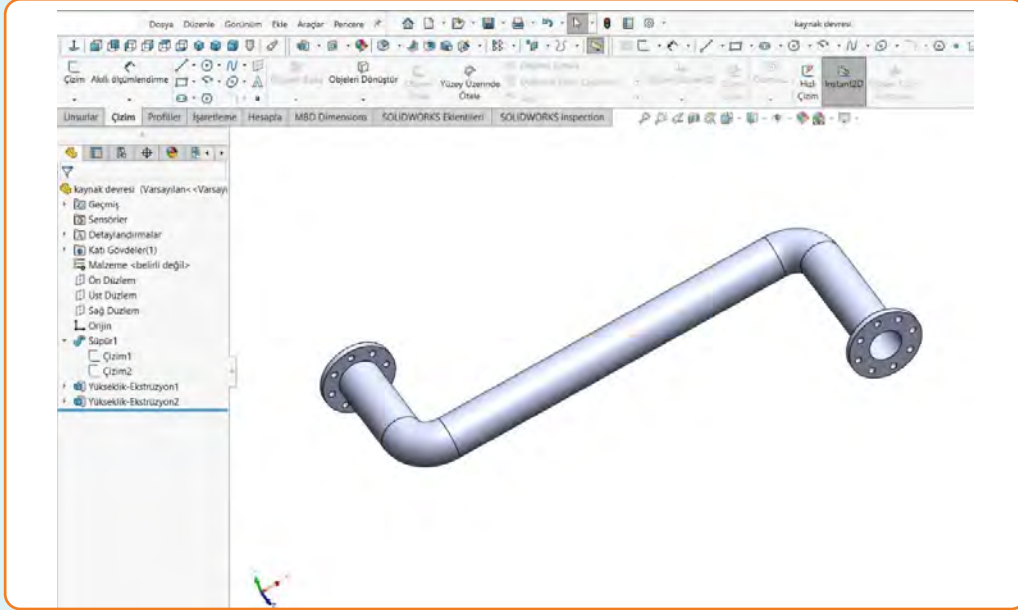 Dosya Düzenle Görünüm Ekle Araçlar Pencere
kaynak devresi
Çizim Akıllı ölçümlendirme
Objeleri Dönüştür
Yüzey Üzerinde
Ötele
Hızlı
Çizim
Instant2D
Unsurlar Çizim Profiller İşaretleme Hesapla MBD Dimensions SOLIDWORKS Eklentileri SOLIDWORKS Inspection
kaynak devresi (Varsayılan<<Varsayı
Geçmiş
Sensörler
Detaylandırmalar
Katı Gövdeler(1)
Malzeme <belirli değil>
Ön Düzlem
Üst Düzlem
Sağ Düzlem
Orijin
Süpür1
Çizim1
Çizim2
Yükseklik-Ekstrüzyon1
Yükseklik-Ekstrüzyon2